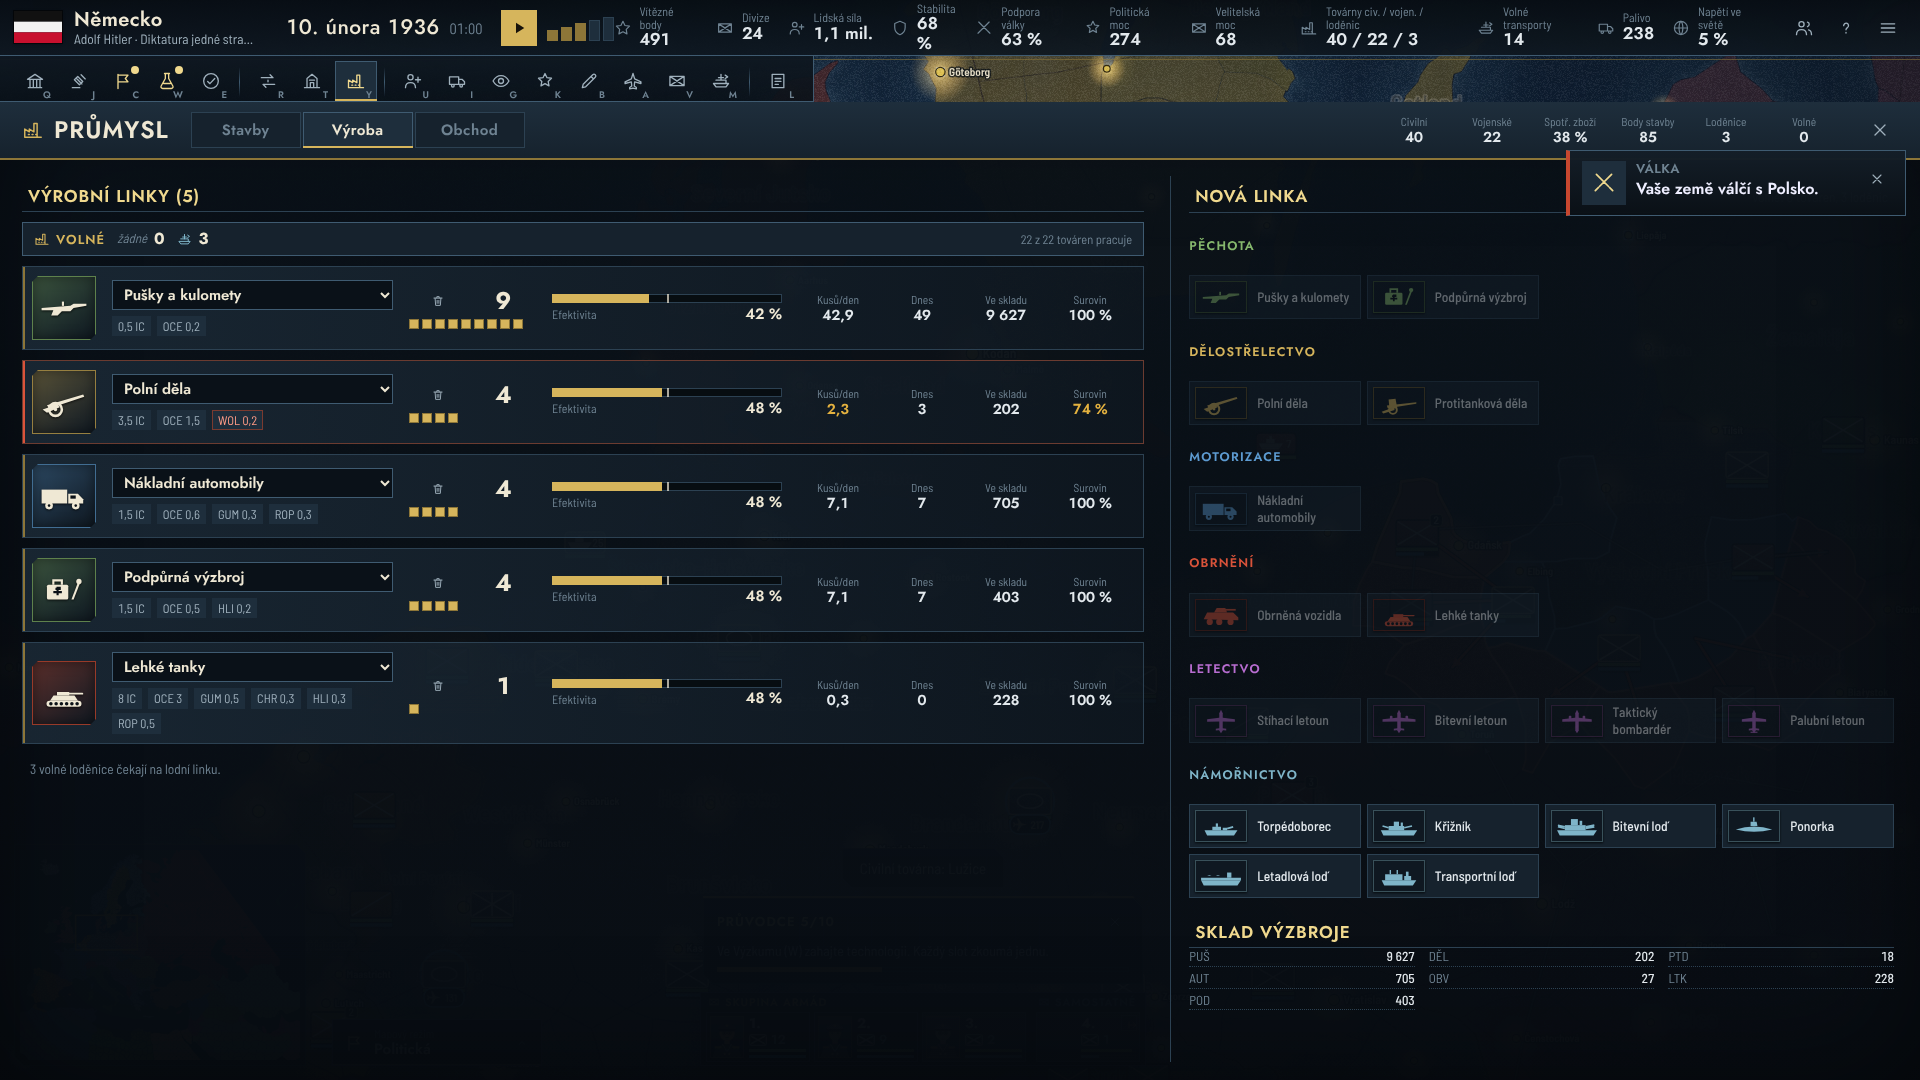 Německo
Adolf Hitler · Diktatura jedné stra...
10. února 1936 01:00
Vítězné body 491
Divize 24
Lidská síla 1,1 mil.
Stabilita 68 %
Podpora války 63 %
Politická moc 274
Velitelská moc 68
Továrny civ. / vojen. / loděnic 40 / 22 / 3
Volné transporty 14
Palivo 238
Napětí ve světě 5 %
?
Q J C W E R T Y U I G K B A V M L
Göteborg
PRŮMYSL
Stavby
Výroba
Obchod
Civilní 40
Vojenské 22
Spotř. zboží 38 %
Body stavby 85
Loděnice 3
Volné 0
VÁLKA
Vaše země válčí s Polsko.
VÝROBNÍ LINKY (5)
VOLNÉ žádné 0 3
22 z 22 továren pracuje
Pušky a kulomety
0,5 IC OCE 0,2
9
Efektivita 42 %
Kusů/den 42,9
Dnes 49
Ve skladu 9 627
Surovin 100 %
Polní děla
3,5 IC OCE 1,5 WOL 0,2
4
Efektivita 48 %
Kusů/den 2,3
Dnes 3
Ve skladu 202
Surovin 74 %
Nákladní automobily
1,5 IC OCE 0,6 GUM 0,3 ROP 0,3
4
Efektivita 48 %
Kusů/den 7,1
Dnes 7
Ve skladu 705
Surovin 100 %
Podpůrná výzbroj
1,5 IC OCE 0,5 HLI 0,2
4
Efektivita 48 %
Kusů/den 7,1
Dnes 7
Ve skladu 403
Surovin 100 %
Lehké tanky
8 IC OCE 3 GUM 0,5 CHR 0,3 HLI 0,3
ROP 0,5
1
Efektivita 48 %
Kusů/den 0,3
Dnes 0
Ve skladu 228
Surovin 100 %
3 volné loděnice čekají na lodní linku.
NOVÁ LINKA
PĚCHOTA
Pušky a kulomety
Podpůrná výzbroj
DĚLOSTŘELECTVO
Polní děla
Protitanková děla
MOTORIZACE
Nákladní
automobily
OBRNĚNÍ
Obrněná vozidla
Lehké tanky
LETECTVO
Stíhací letoun
Bitevní letoun
Taktický
bombardér
Palubní letoun
NÁMOŘNICTVO
Torpédoborec
Křižník
Bitevní loď
Ponorka
Letadlová loď
Transportní loď
SKLAD VÝZBROJE
PUŠ 9 627
DĚL 202
PTD 18
AUT 705
OBV 27
LTK 228
POD 403